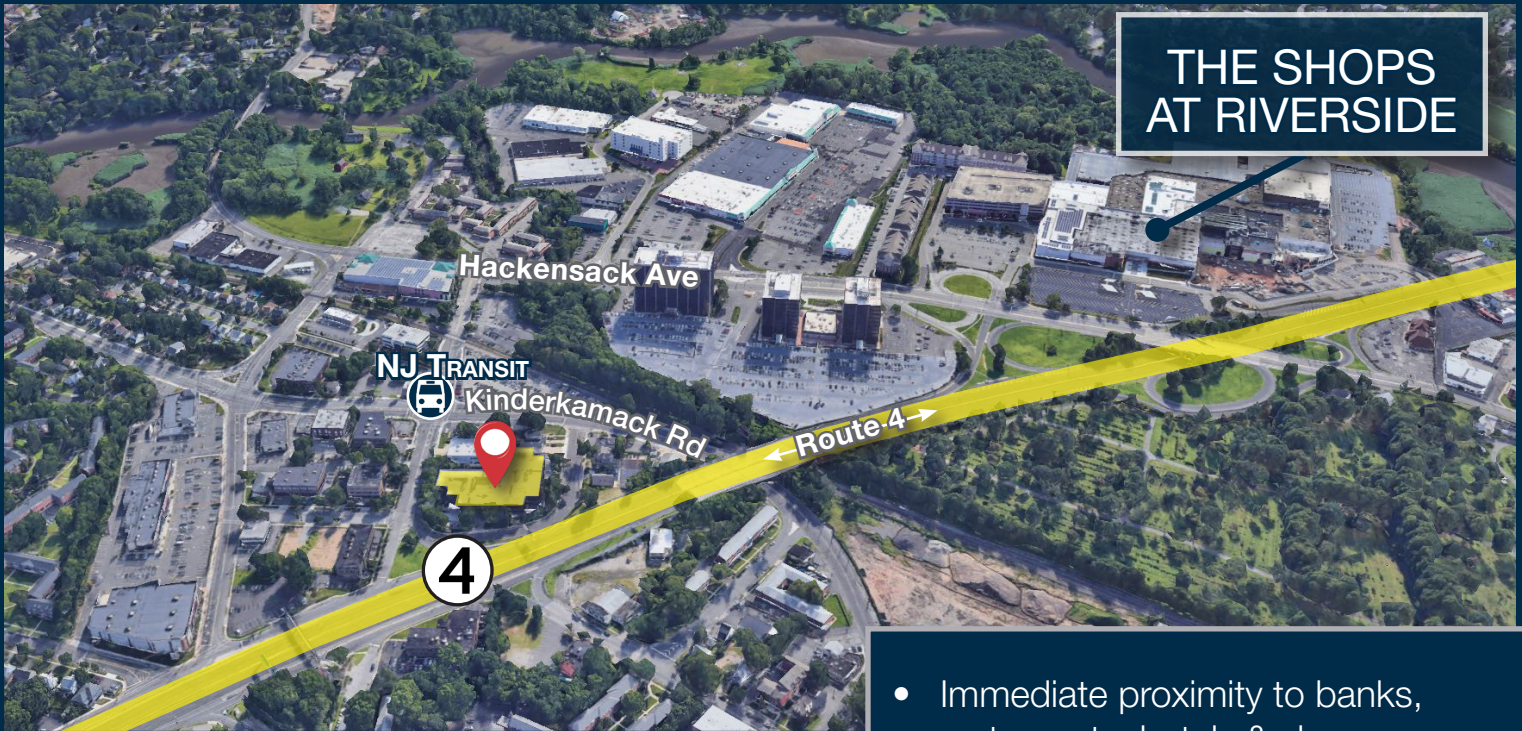 THE SHOPS
AT RIVERSIDE
Hackensack Ave
NJ TRANSIT
Kinderkamack Rd
Route 4
4
• Immediate proximity to banks,